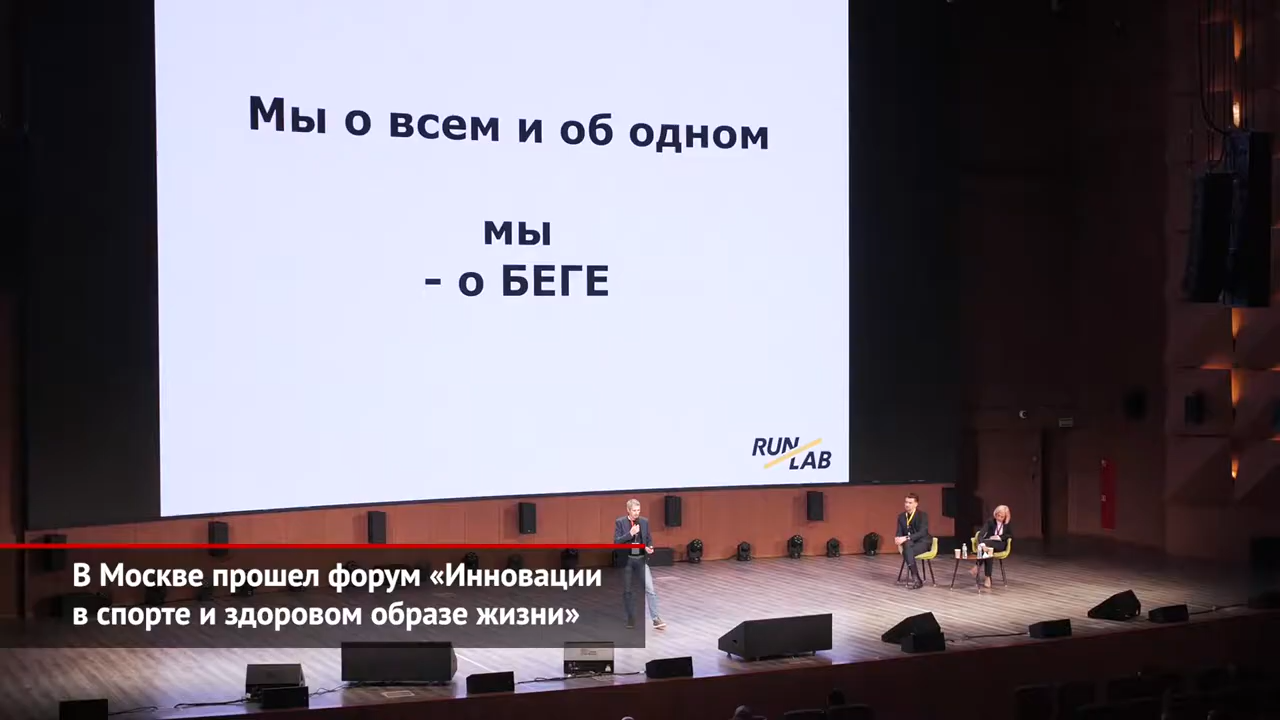 Мы о всем и об одном
мы
- о БЕГЕ
RUN
LAB
В Москве прошел форум «Инновации
в спорте и здоровом образе жизни»